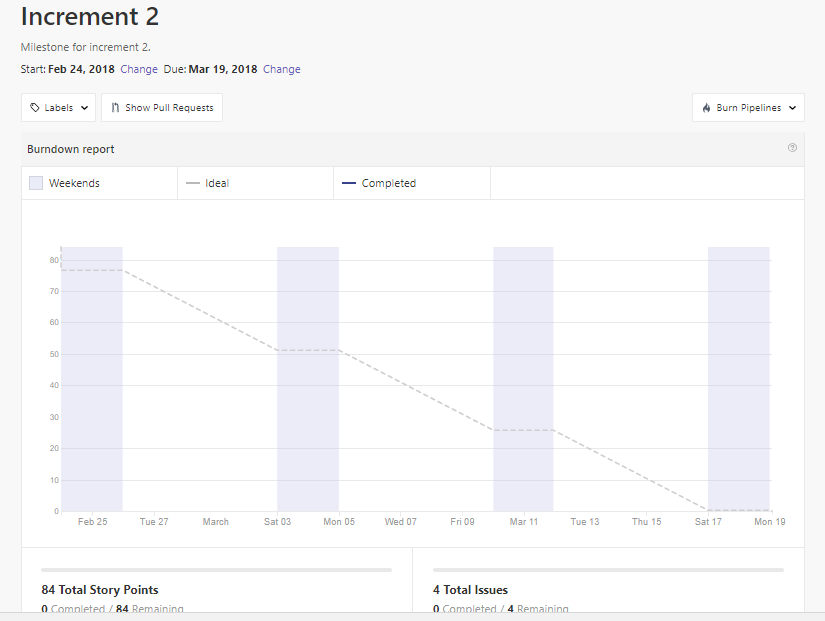 Increment 2
Milestone for increment 2.
Start: Feb 24, 2018 Change Due: Mar 19, 2018 Change
Labels Show Pull Requests Burn Pipelines
Burndown report
Weekends Ideal Completed
80
70
60
50
40
30
20
10
0
Feb 25 Tue 27 March Sat 03 Mon 05 Wed 07 Fri 09 Mar 11 Tue 13 Thu 15 Sat 17 Mon 19
84 Total Story Points 4 Total Issues
0 Completed / 84 Remaining 0 Completed / 4 Remaining